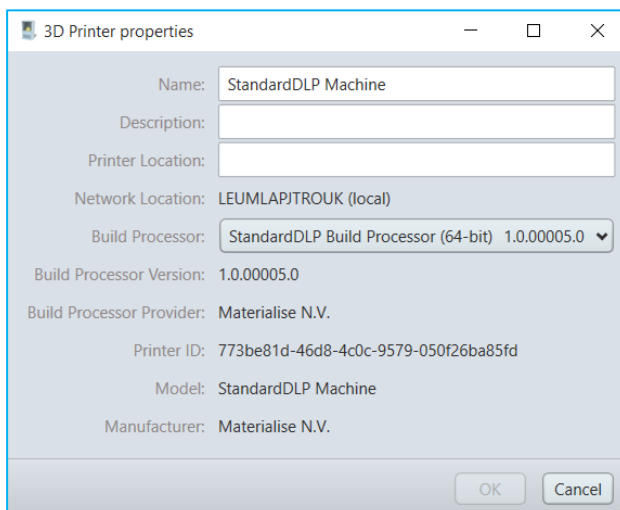 3D Printer properties
Name: StandardDLP Machine
Description:
Printer Location:
Network Location: LEUMLAPJTROUK (local)
Build Processor: StandardDLP Build Processor (64-bit) 1.0.00005.0
Build Processor Version: 1.0.00005.0
Build Processor Provider: Materialise N.V.
Printer ID: 773be81d-46d8-4c0c-9579-050f26ba85fd
Model: StandardDLP Machine
Manufacturer: Materialise N.V.
OK Cancel